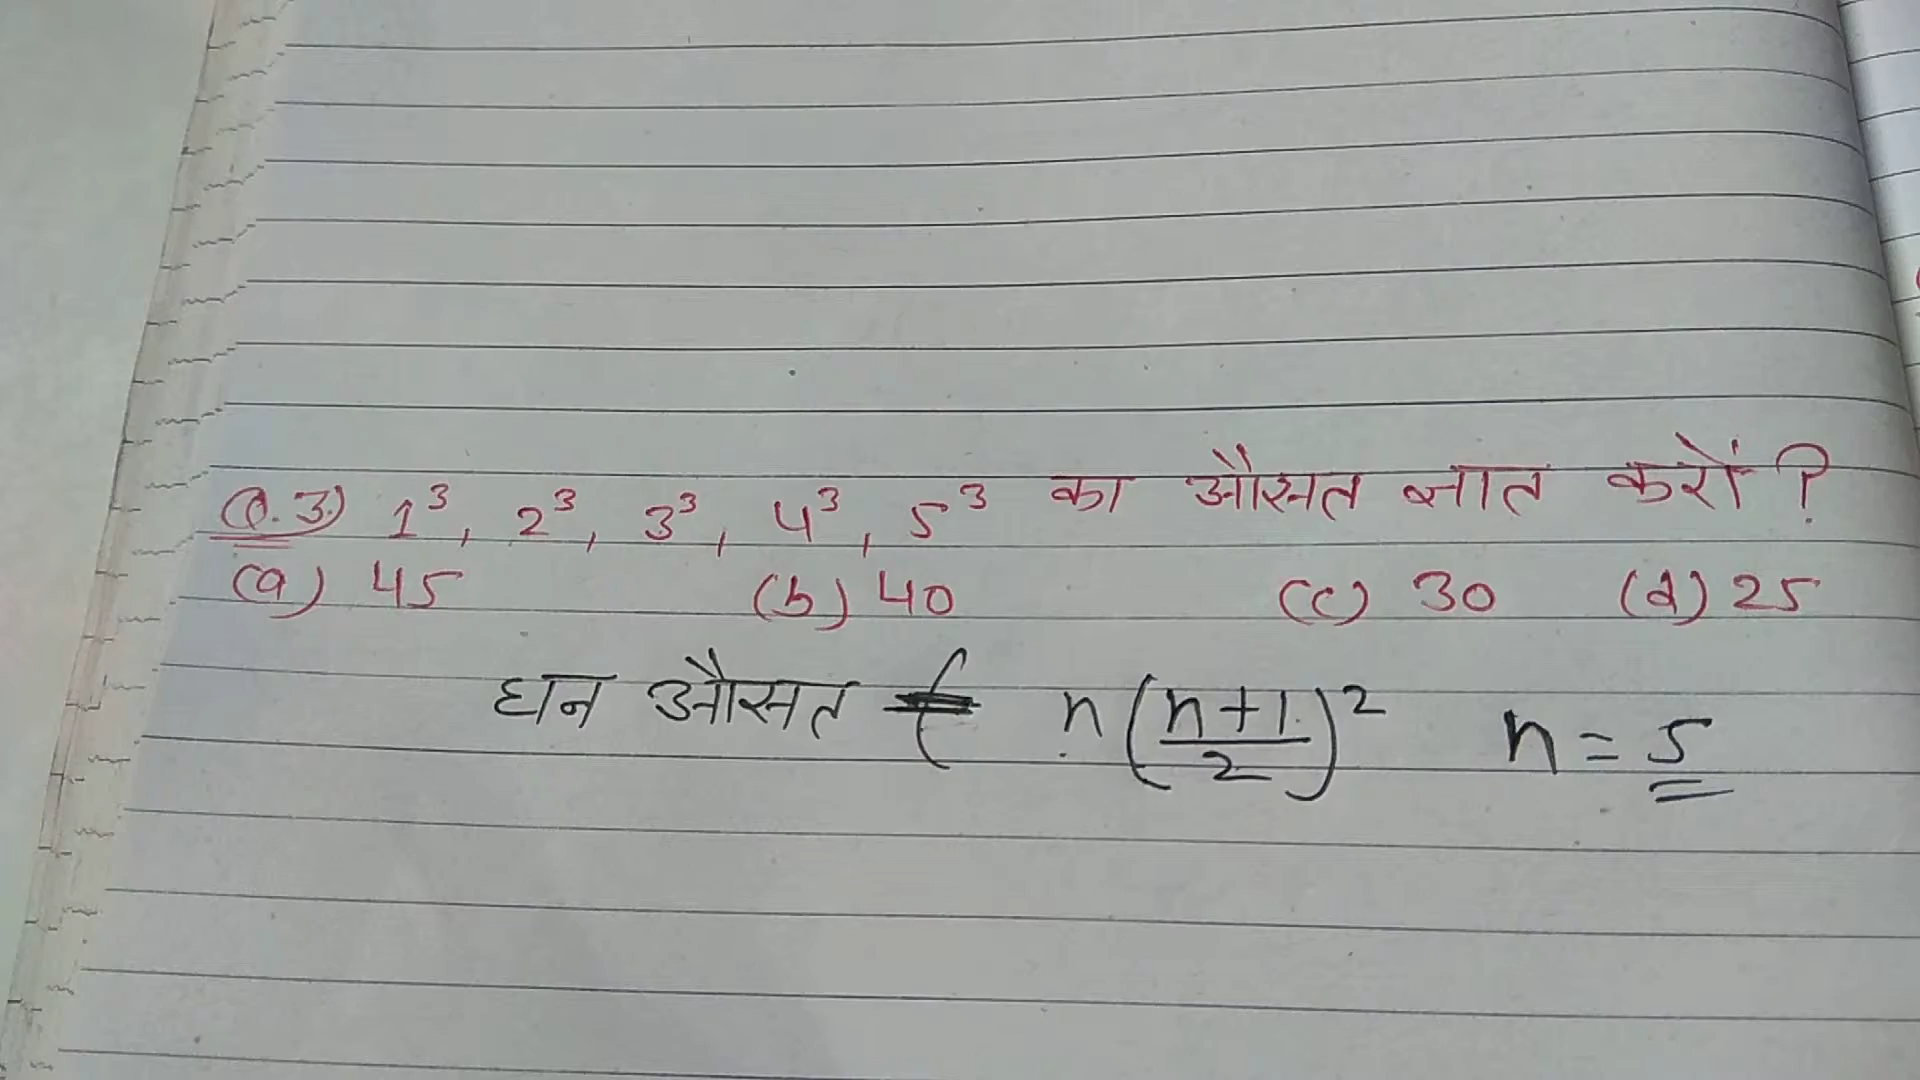 Q.3) 1³, 2³, 3³, 4³, 5³ का औसत ज्ञात करों ?
(a) 45 (b) 40 (c) 30 (d) 25
घन औसत n(n+1/2)² n = 5